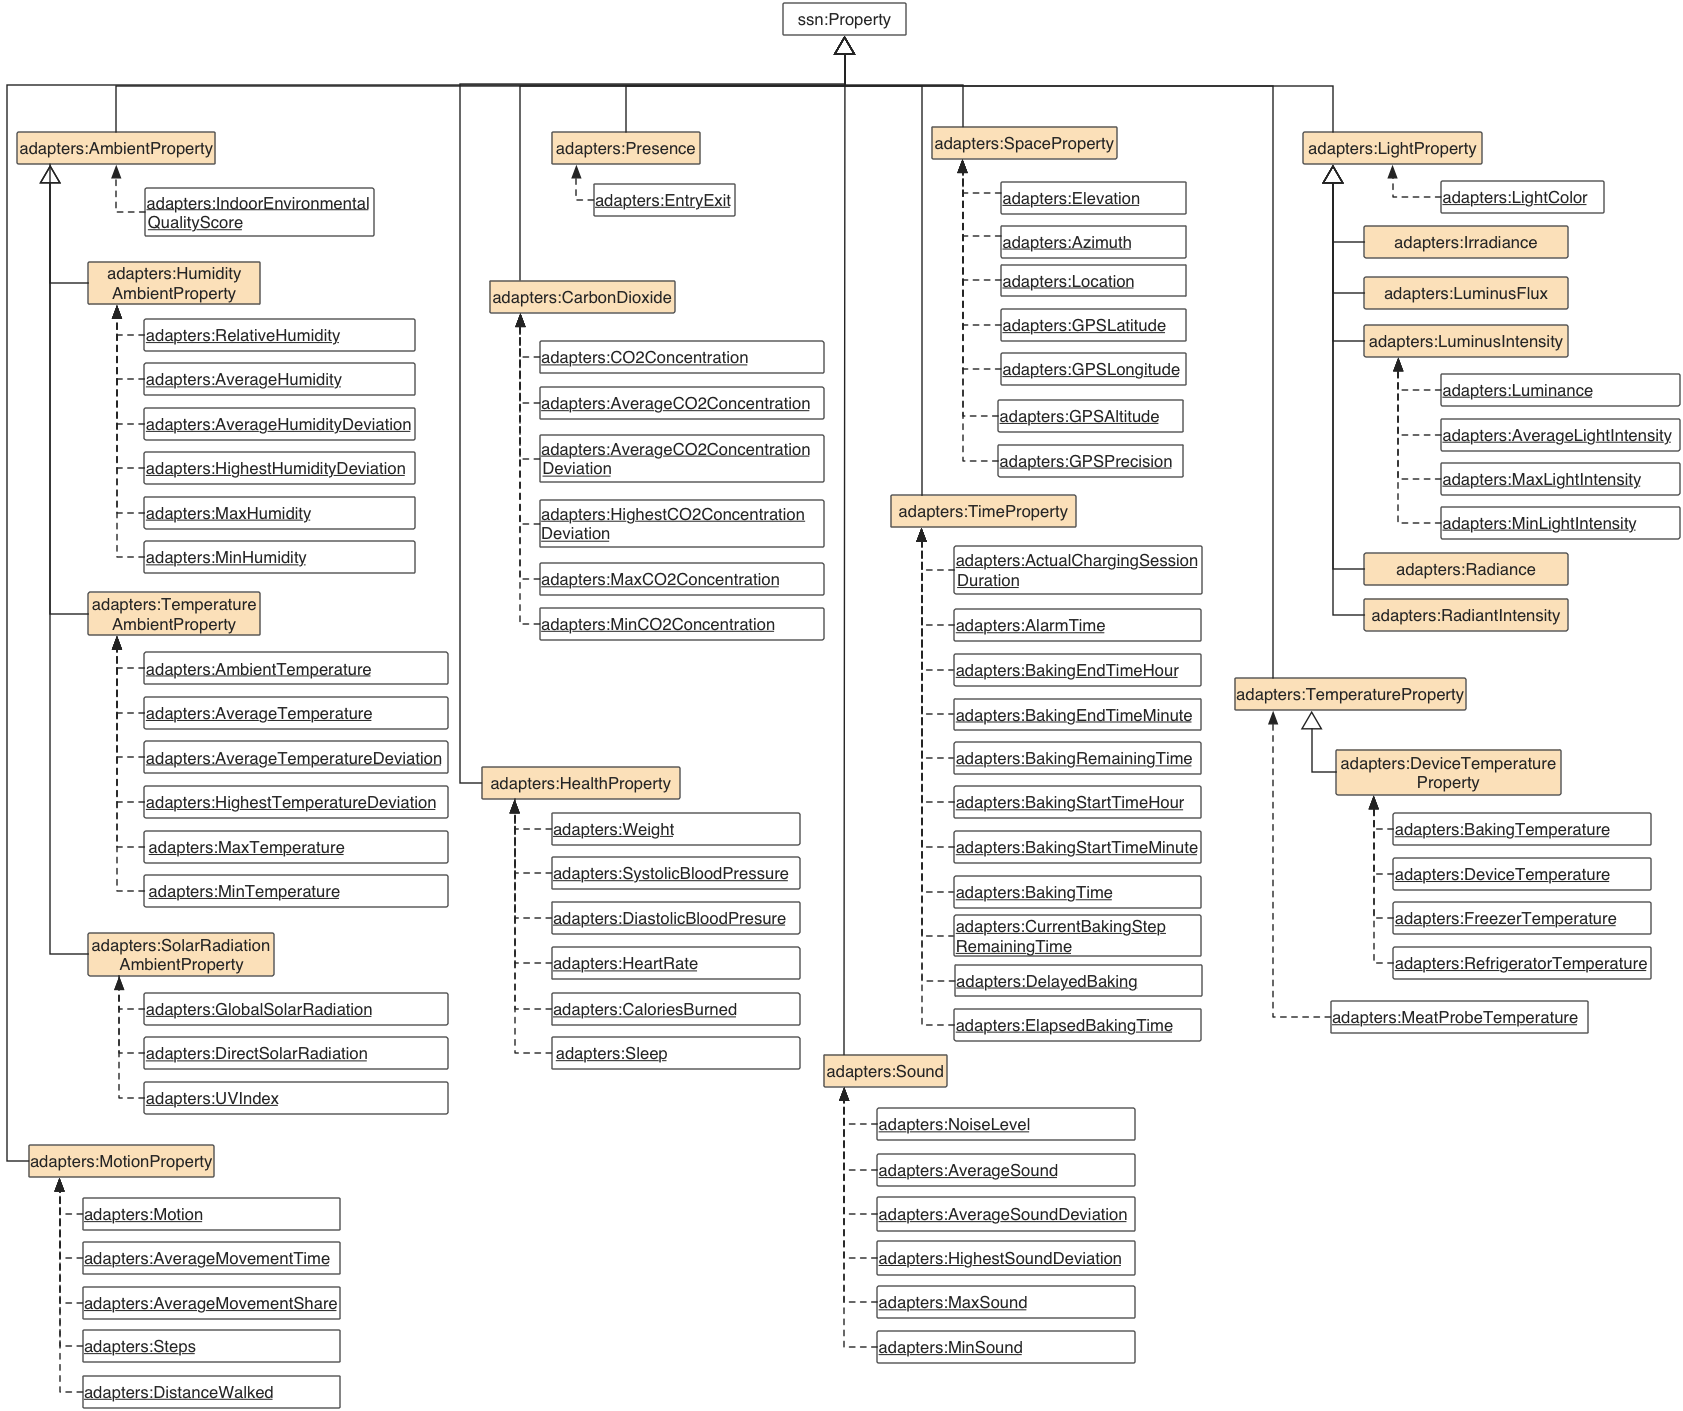 ssn:Property
adapters:AmbientProperty
adapters:IndoorEnvironmental
QualityScore
adapters:Humidity
AmbientProperty
adapters:RelativeHumidity
adapters:AverageHumidity
adapters:AverageHumidityDeviation
adapters:HighestHumidityDeviation
adapters:MaxHumidity
adapters:MinHumidity
adapters:Temperature
AmbientProperty
adapters:AmbientTemperature
adapters:AverageTemperature
adapters:AverageTemperatureDeviation
adapters:HighestTemperatureDeviation
adapters:MaxTemperature
adapters:MinTemperature
adapters:SolarRadiation
AmbientProperty
adapters:GlobalSolarRadiation
adapters:DirectSolarRadiation
adapters:UVIndex
adapters:MotionProperty
adapters:Motion
adapters:AverageMovementTime
adapters:AverageMovementShare
adapters:Steps
adapters:DistanceWalked
adapters:Presence
adapters:EntryExit
adapters:CarbonDioxide
adapters:CO2Concentration
adapters:AverageCO2Concentration
adapters:AverageCO2Concentration
Deviation
adapters:HighestCO2Concentration
Deviation
adapters:MaxCO2Concentration
adapters:MinCO2Concentration
adapters:HealthProperty
adapters:Weight
adapters:SystolicBloodPressure
adapters:DiastolicBloodPresure
adapters:HeartRate
adapters:CaloriesBurned
adapters:Sleep
adapters:SpaceProperty
adapters:Elevation
adapters:Azimuth
adapters:Location
adapters:GPSLatitude
adapters:GPSLongitude
adapters:GPSAltitude
adapters:GPSPrecision
adapters:TimeProperty
adapters:ActualChargingSession
Duration
adapters:AlarmTime
adapters:BakingEndTimeHour
adapters:BakingEndTimeMinute
adapters:BakingRemainingTime
adapters:BakingStartTimeHour
adapters:BakingStartTimeMinute
adapters:BakingTime
adapters:CurrentBakingStep
RemainingTime
adapters:DelayedBaking
adapters:ElapsedBakingTime
adapters:Sound
adapters:NoiseLevel
adapters:AverageSound
adapters:AverageSoundDeviation
adapters:HighestSoundDeviation
adapters:MaxSound
adapters:MinSound
adapters:LightProperty
adapters:LightColor
adapters:Irradiance
adapters:LuminusFlux
adapters:LuminusIntensity
adapters:Luminance
adapters:AverageLightIntensity
adapters:MaxLightIntensity
adapters:MinLightIntensity
adapters:Radiance
adapters:RadiantIntensity
adapters:TemperatureProperty
adapters:DeviceTemperature
Property
adapters:BakingTemperature
adapters:DeviceTemperature
adapters:FreezerTemperature
adapters:RefrigeratorTemperature
adapters:MeatProbeTemperature